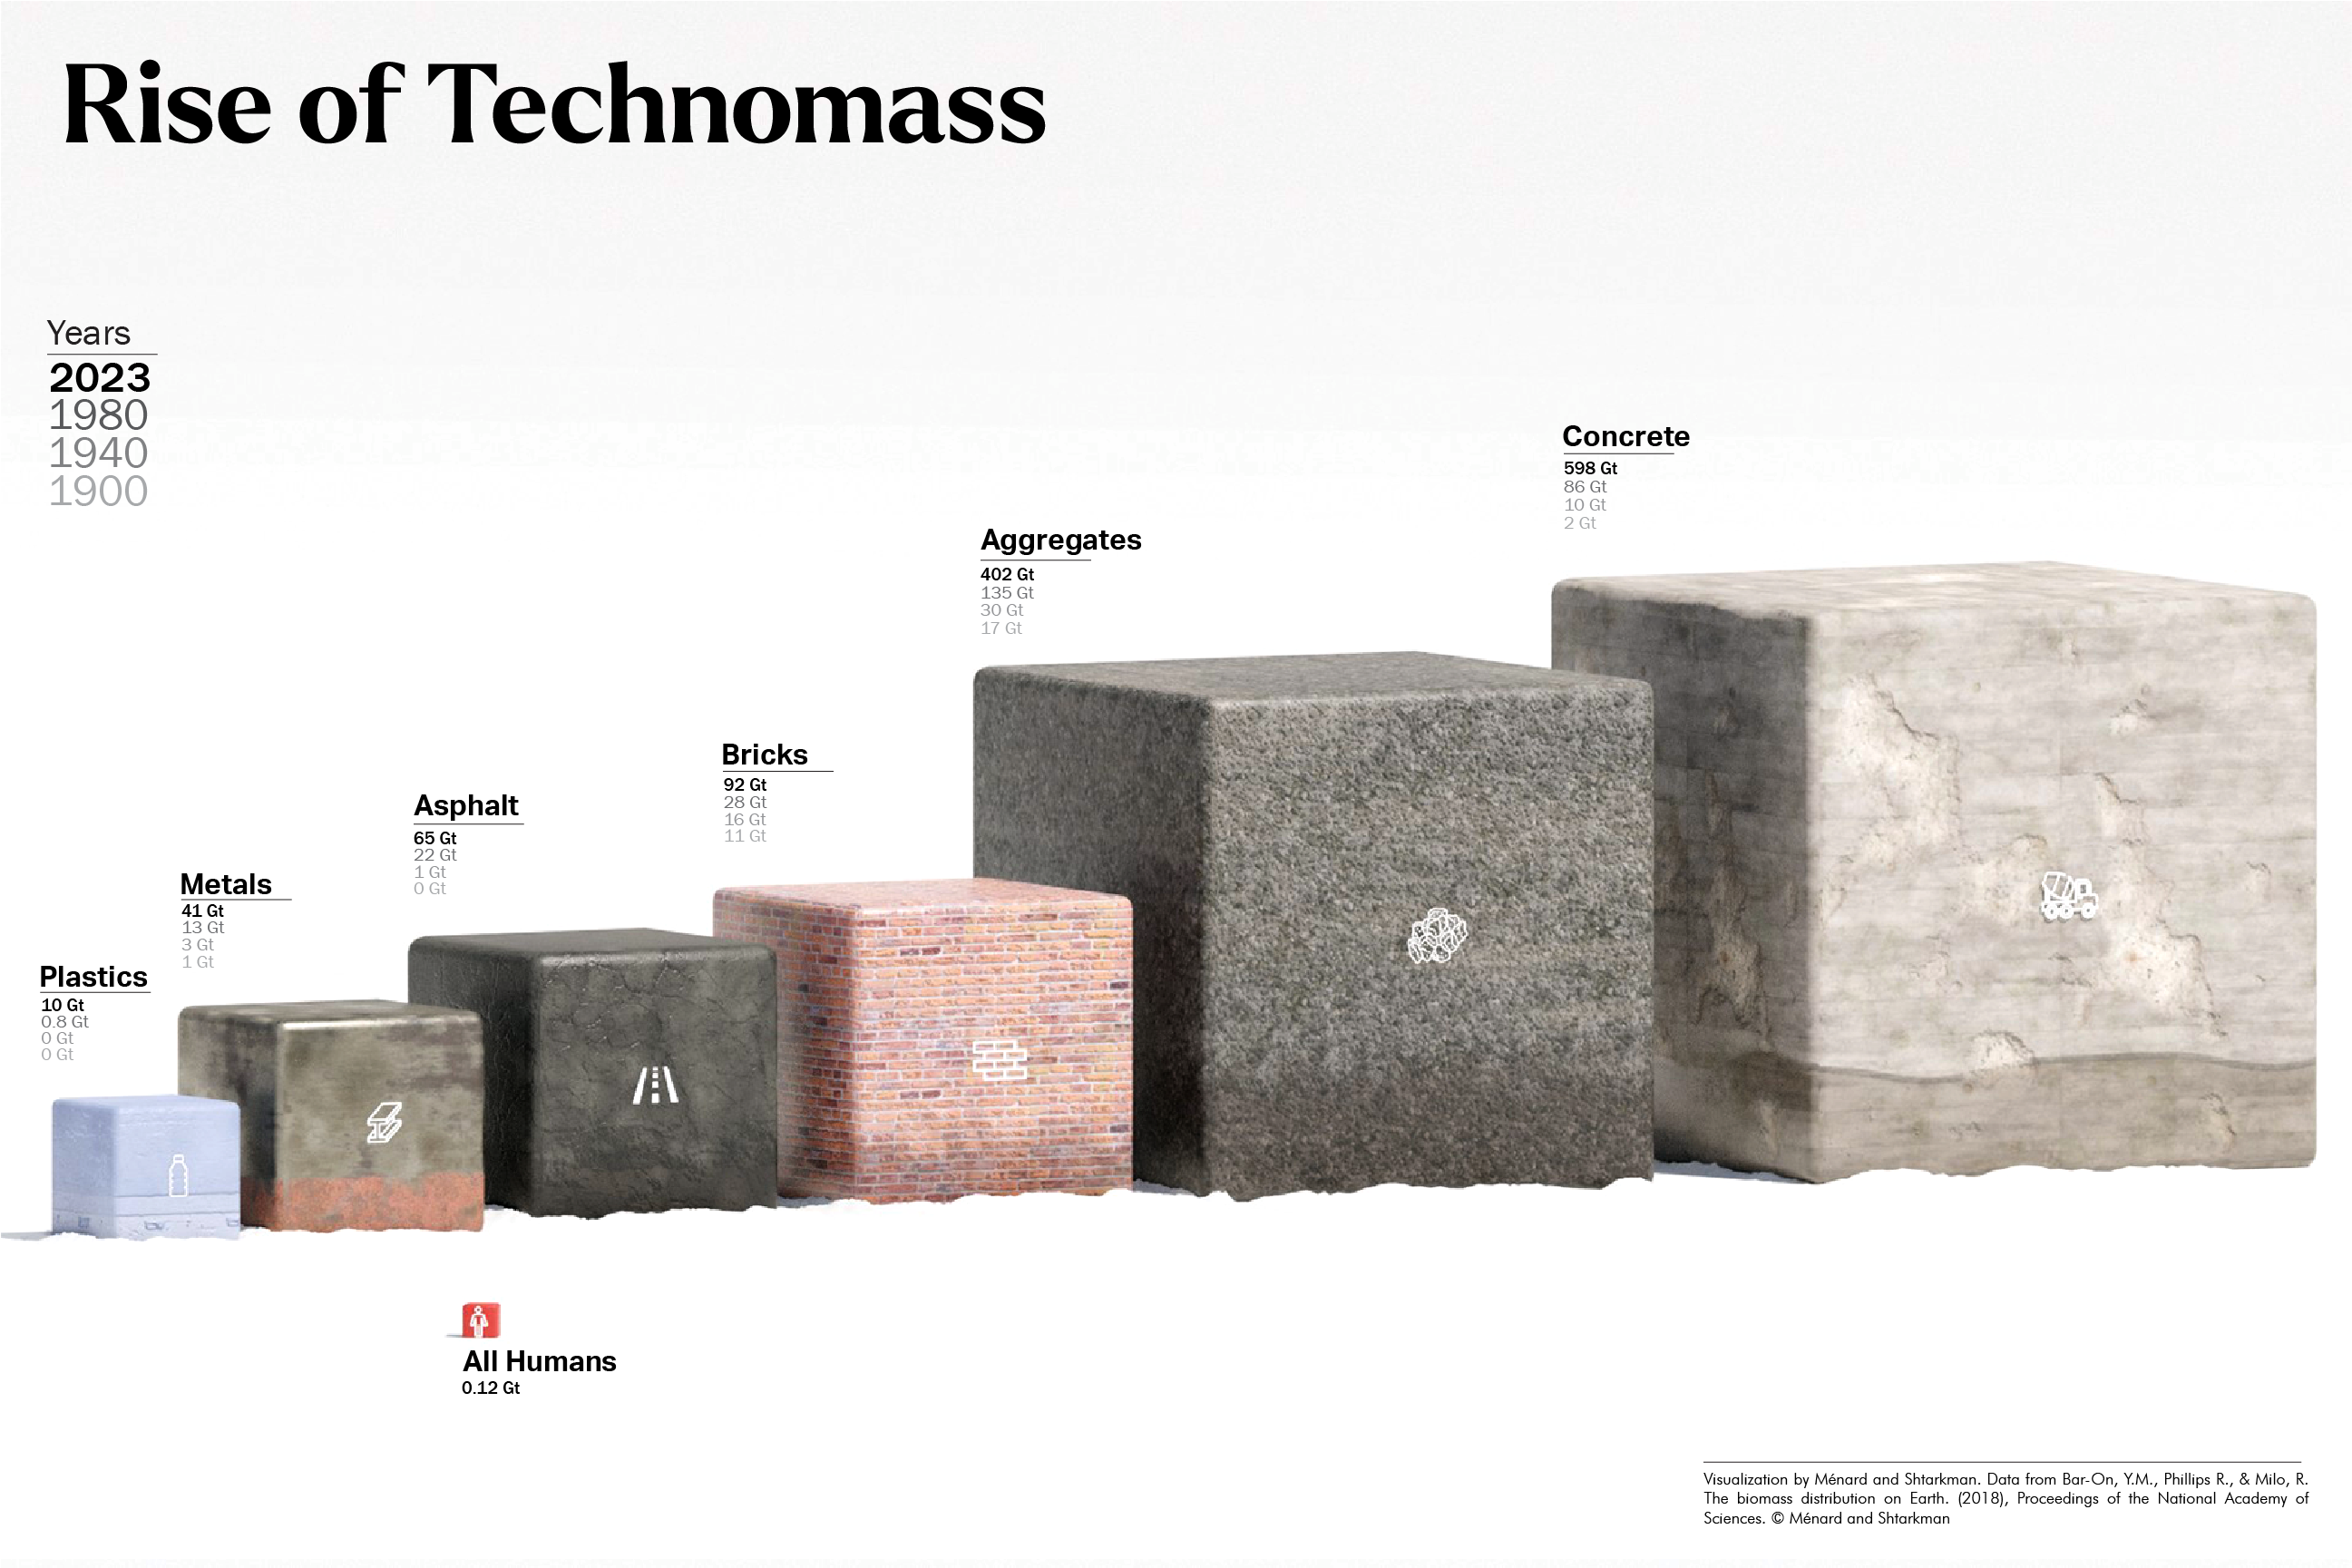 Rise of Technomass
Years
2023
1980
1940
1900
Plastics
10 Gt
0.8 Gt
0 Gt
0 Gt
Metals
41 Gt
13 Gt
3 Gt
1 Gt
Asphalt
65 Gt
22 Gt
1 Gt
0 Gt
Bricks
92 Gt
28 Gt
16 Gt
11 Gt
Aggregates
402 Gt
135 Gt
30 Gt
17 Gt
Concrete
598 Gt
86 Gt
10 Gt
2 Gt
All Humans
0.12 Gt
Visualization by Ménard and Shtarkman. Data from Bar-On, Y.M., Phillips R., & Milo, R.
The biomass distribution on Earth. (2018), Proceedings of the National Academy of
Sciences. © Ménard and Shtarkman